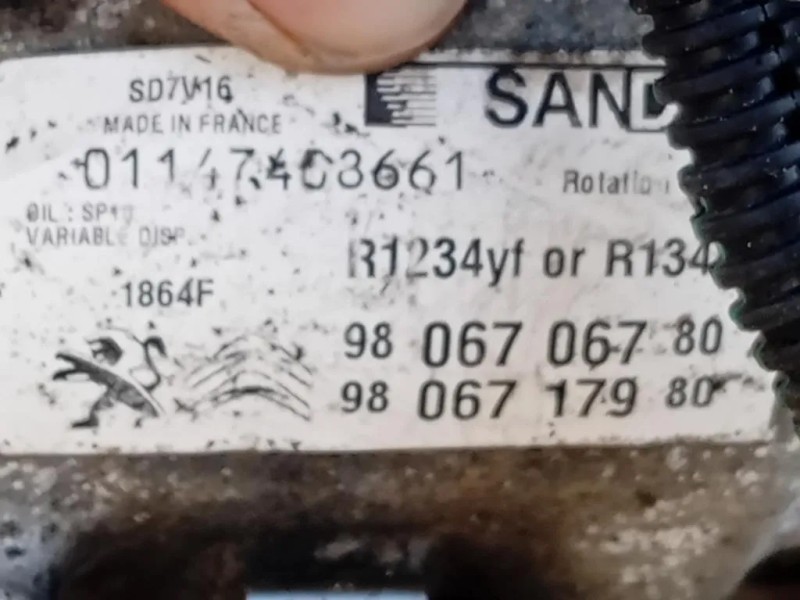 SD7V16
SAND
MADE IN FRANCE
01147403661
Rotation
OIL : SP10
VARIABLE DISP.
R1234yf or R134
1864F
98 067 067 80
98 067 179 80